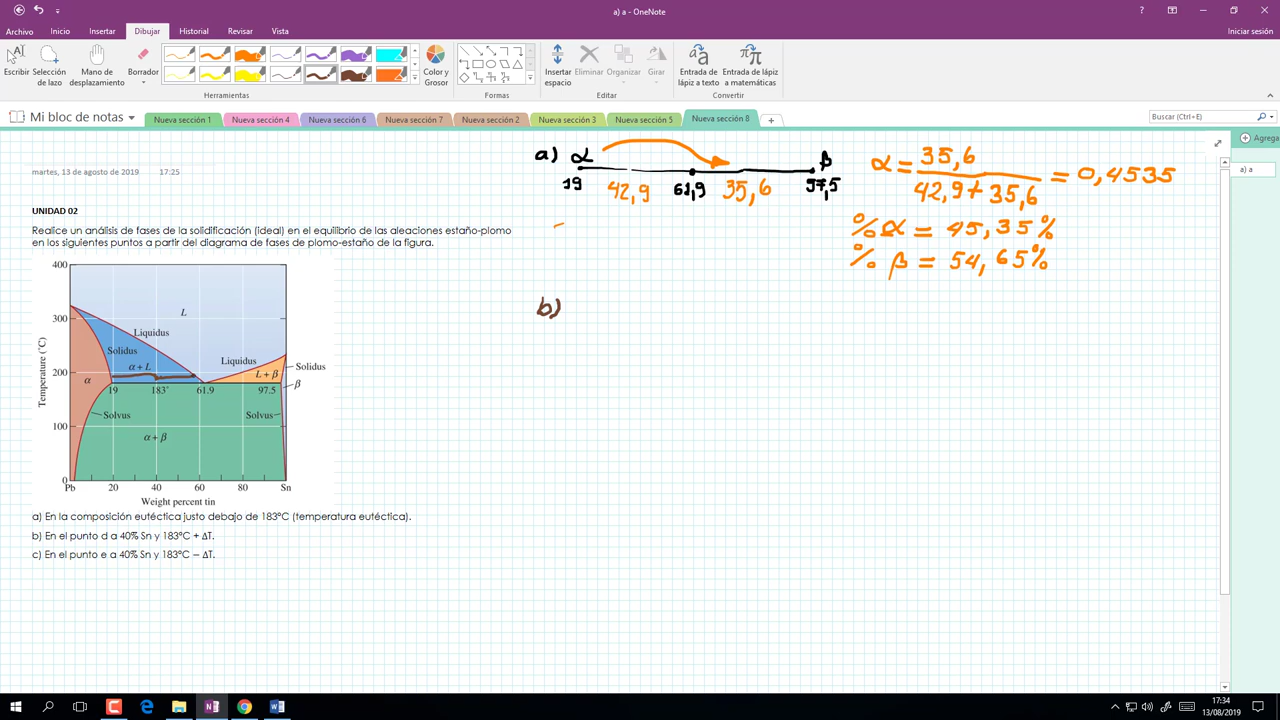 a) a - OneNote
Archivo Inicio Insertar Dibujar Historial Revisar Vista Iniciar sesión
Escribir Selección de lazo Mano de desplazamiento Borrador Color y Grosor Insertar espacio Eliminar Organizar Girar Entrada de lápiz a texto Entrada de lápiz a matemáticas
Herramientas Formas Editar Convertir
Mi bloc de notas Nueva sección 1 Nueva sección 4 Nueva sección 6 Nueva sección 7 Nueva sección 2 Nueva sección 3 Nueva sección 5 Nueva sección 8 Buscar (Ctrl+E)
Agrega
a) a
martes, 13 de agosto de 2019 17:25
UNIDAD 02
Realice un análisis de fases de la solidificación (ideal) en el equilibrio de las aleaciones estaño-plomo
en los siguientes puntos a partir del diagrama de fases de plomo-estaño de la figura.
400
300
200
100
0
Temperature (°C)
L
Liquidus
Solidus
α + L
Liquidus
Solidus
L + β
β
α
19 183° 61.9 97.5
Solvus Solvus
α + β
Pb 20 40 60 80 Sn
Weight percent tin
a) En la composición eutéctica justo debajo de 183°C (temperatura eutéctica).
b) En el punto d a 40% Sn y 183°C + ΔT.
c) En el punto e a 40% Sn y 183°C − ΔT.
a) α β
19 42,9 61,9 35,6 97,5
α = 35,6 / 42,9 + 35,6 = 0,4535
% α = 45,35%
% β = 54,65%
b)
17:34
13/08/2019